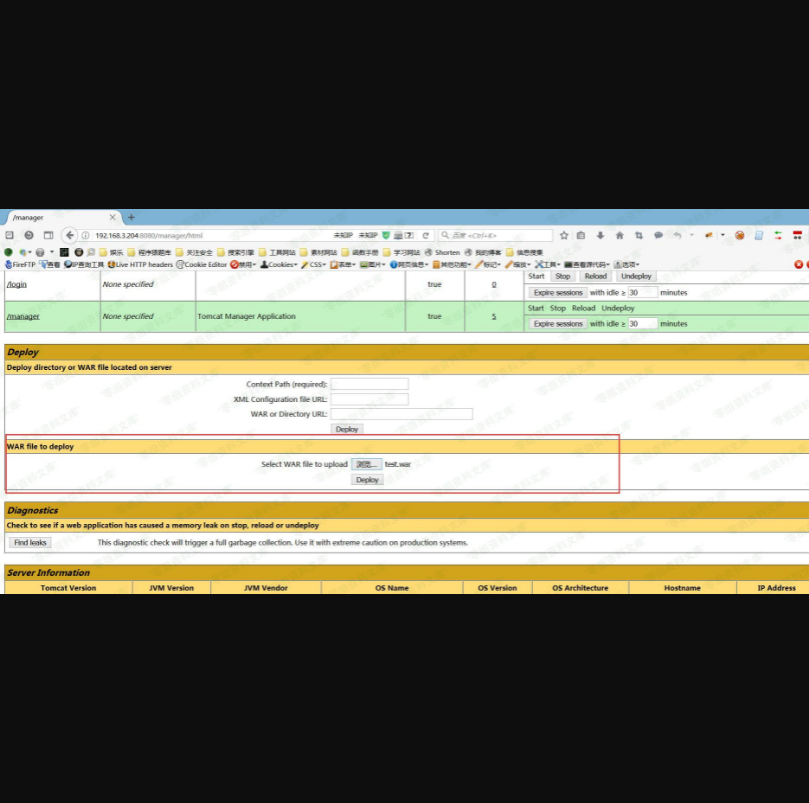 /manager
192.168.3.204:8080/manager/html
未知IP 未知IP
百度 <Ctrl+K>
娱乐 程序猿题库 关注安全 搜索引擎 工具网站 素材网站 函数手册 学习网站 Shorten 我的博客 信息搜集
FireFTP 查看 IP查询工具 Live HTTP headers Cookie Editor 禁用 Cookies CSS 表单 图片 网页信息 其他功能 标记 缩放 工具 查看源代码 选项
/login None specified true 0 Start Stop Reload Undeploy
Expire sessions with idle ≥ 30 minutes
/manager None specified Tomcat Manager Application true 5 Start Stop Reload Undeploy
Expire sessions with idle ≥ 30 minutes
Deploy
Deploy directory or WAR file located on server
Context Path (required):
XML Configuration file URL:
WAR or Directory URL:
Deploy
WAR file to deploy
Select WAR file to upload 浏览... test.war
Deploy
Diagnostics
Check to see if a web application has caused a memory leak on stop, reload or undeploy
Find leaks This diagnostic check will trigger a full garbage collection. Use it with extreme caution on production systems.
Server Information
Tomcat Version JVM Version JVM Vendor OS Name OS Version OS Architecture Hostname IP Address